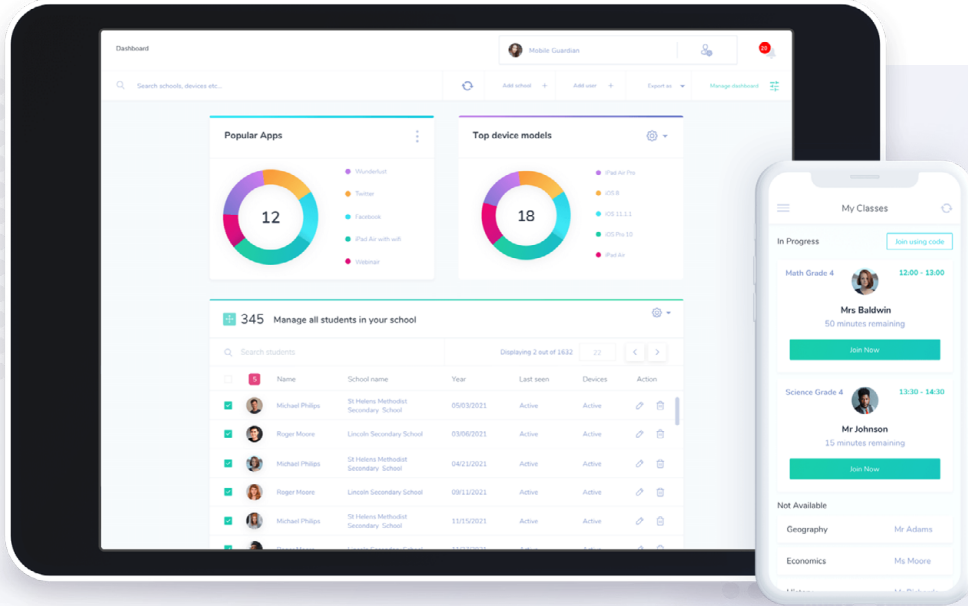 Dashboard
Mobile Guardian
20
Search schools, devices etc...
Add school +
Add user +
Export as
Manage dashboard
Popular Apps
12
Wunderlust
Twitter
Facebook
iPad Air with wifi
Webinar
Top device models
18
iPad Air Pro
iOS 8
iOS 11.1.1
iOS Pro 10
iPad Air
345 Manage all students in your school
Search students
Displaying 2 out of 1632
22
S Name School name Year Last seen Devices Action
Michael Philips St Helens Methodist Secondary School 05/03/2021 Active Active
Roger Moore Lincoln Secondary School 03/06/2021 Active Active
Michael Philips St Helens Methodist Secondary School 04/21/2021 Active Active
Roger Moore Lincoln Secondary School 09/11/2021 Active Active
Michael Philips St Helens Methodist Secondary School 11/15/2021 Active Active
My Classes
In Progress
Join using code
Math Grade 4
12:00 - 13:00
Mrs Baldwin
50 minutes remaining
Join Now
Science Grade 4
13:30 - 14:30
Mr Johnson
15 minutes remaining
Join Now
Not Available
Geography Mr Adams
Economics Ms Moore